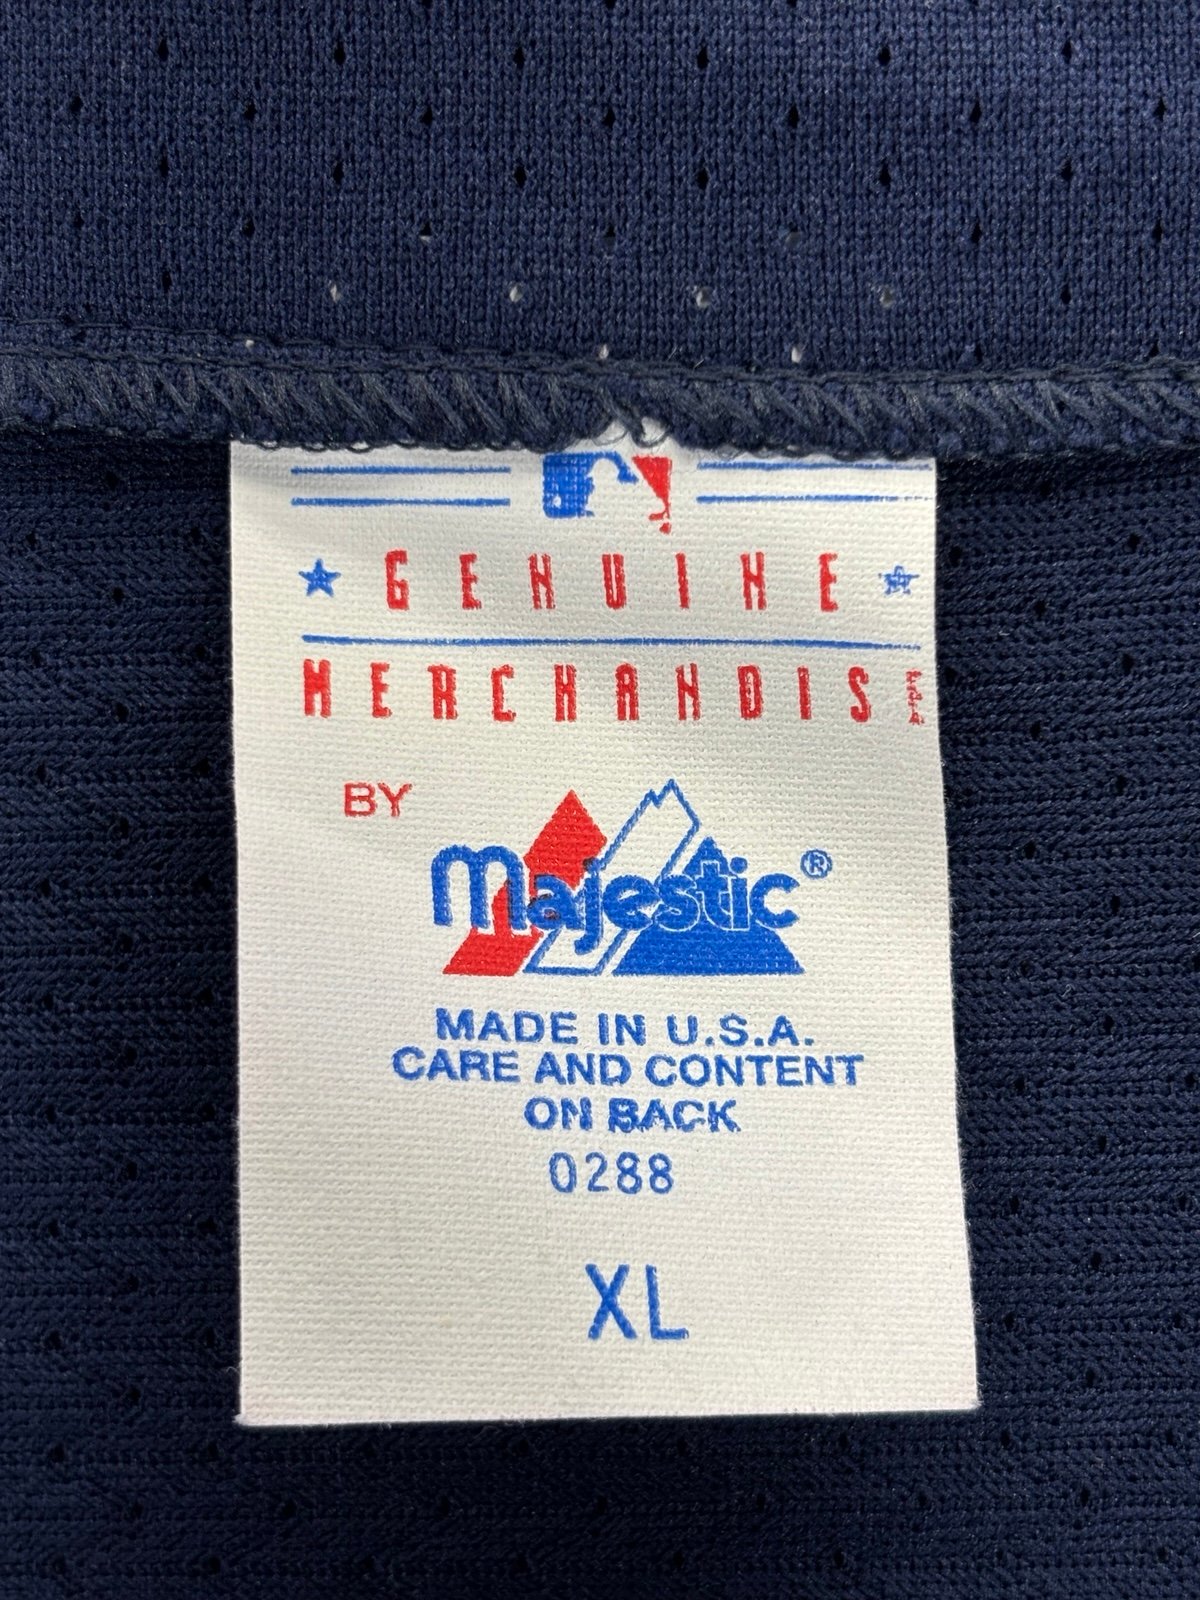 GENUINE
MERCHANDISE
BY
Majestic®
MADE IN U.S.A.
CARE AND CONTENT
ON BACK
0288
XL